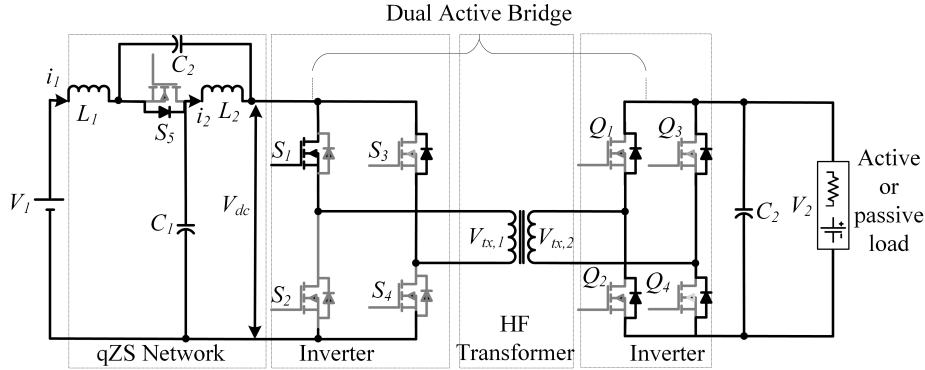 Dual Active Bridge
C2
i1
L1
S5
i2
L2
S1
S3
Q1
Q3
V1
C1
Vdc
Vtx,1
Vtx,2
C2
V2
Active
or
passive
load
S2
S4
Q2
Q4
HF
Transformer
qZS Network
Inverter
Inverter